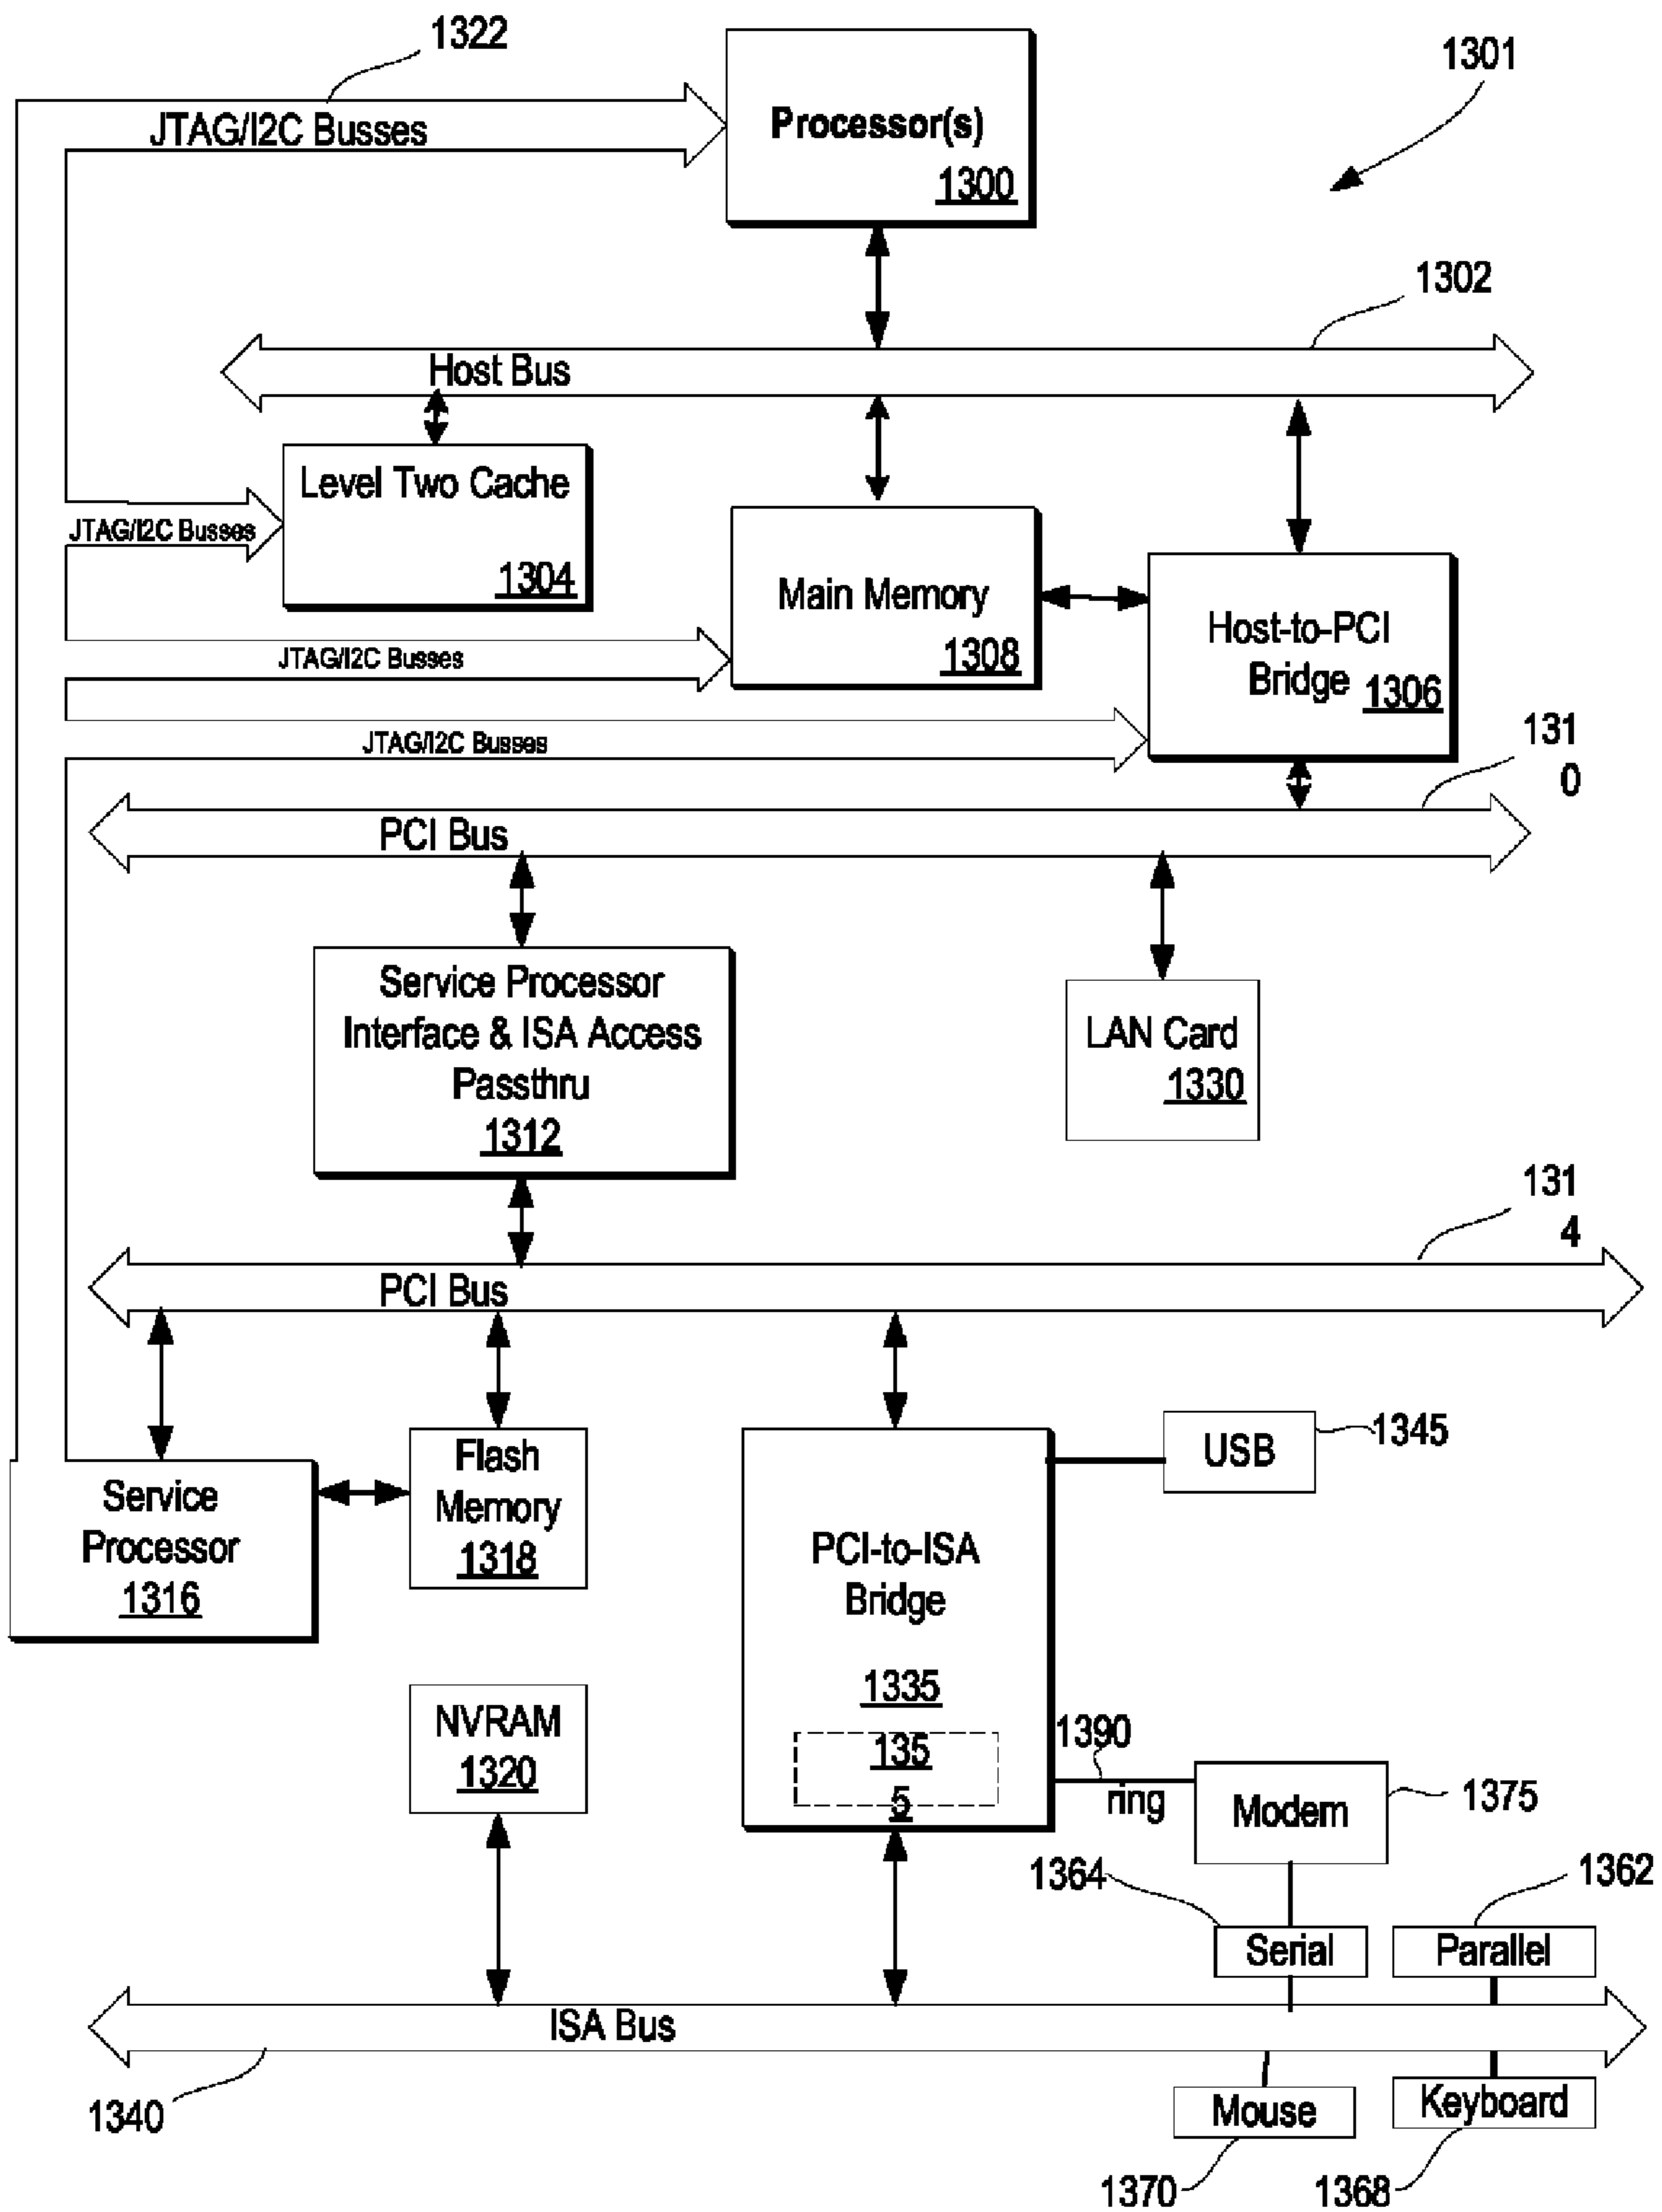 1322
1301
JTAG/I2C Busses
Processor(s)
1300
1302
Host Bus
Level Two Cache
1304
JTAG/I2C Busses
Main Memory
1308
Host-to-PCI
Bridge 1306
JTAG/I2C Busses
JTAG/I2C Busses
131
0
PCI Bus
Service Processor
Interface & ISA Access
Passthru
1312
LAN Card
1330
131
4
PCI Bus
Service
Processor
1316
Flash
Memory
1318
PCI-to-ISA
Bridge
1335
135
5
USB
1345
NVRAM
1320
1390
ring
Modem
1375
1364
1362
Serial
Parallel
ISA Bus
1340
Mouse
Keyboard
1370
1368